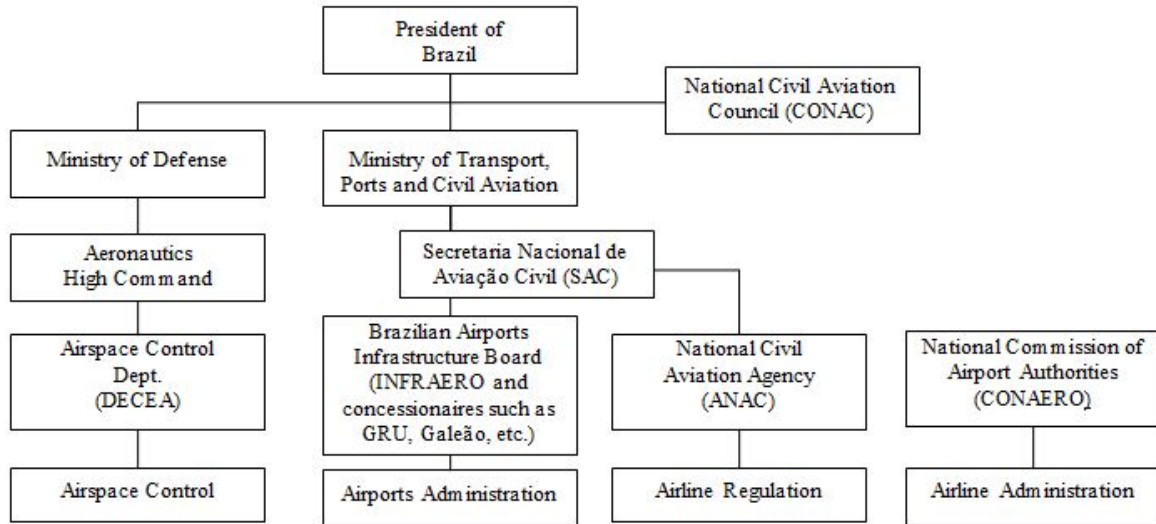 President of
Brazil
National Civil Aviation
Council (CONAC)
Ministry of Defense
Ministry of Transport,
Ports and Civil Aviation
Aeronautics
High Command
Secretaria Nacional de
Aviação Civil (SAC)
Airspace Control
Dept.
(DECEA)
Brazilian Airports
Infrastructure Board
(INFRAERO and
concessionaires such as
GRU, Galeão, etc.)
National Civil
Aviation Agency
(ANAC)
National Commission of
Airport Authorities
(CONAERO)
Airspace Control
Airports Administration
Airline Regulation
Airline Administration